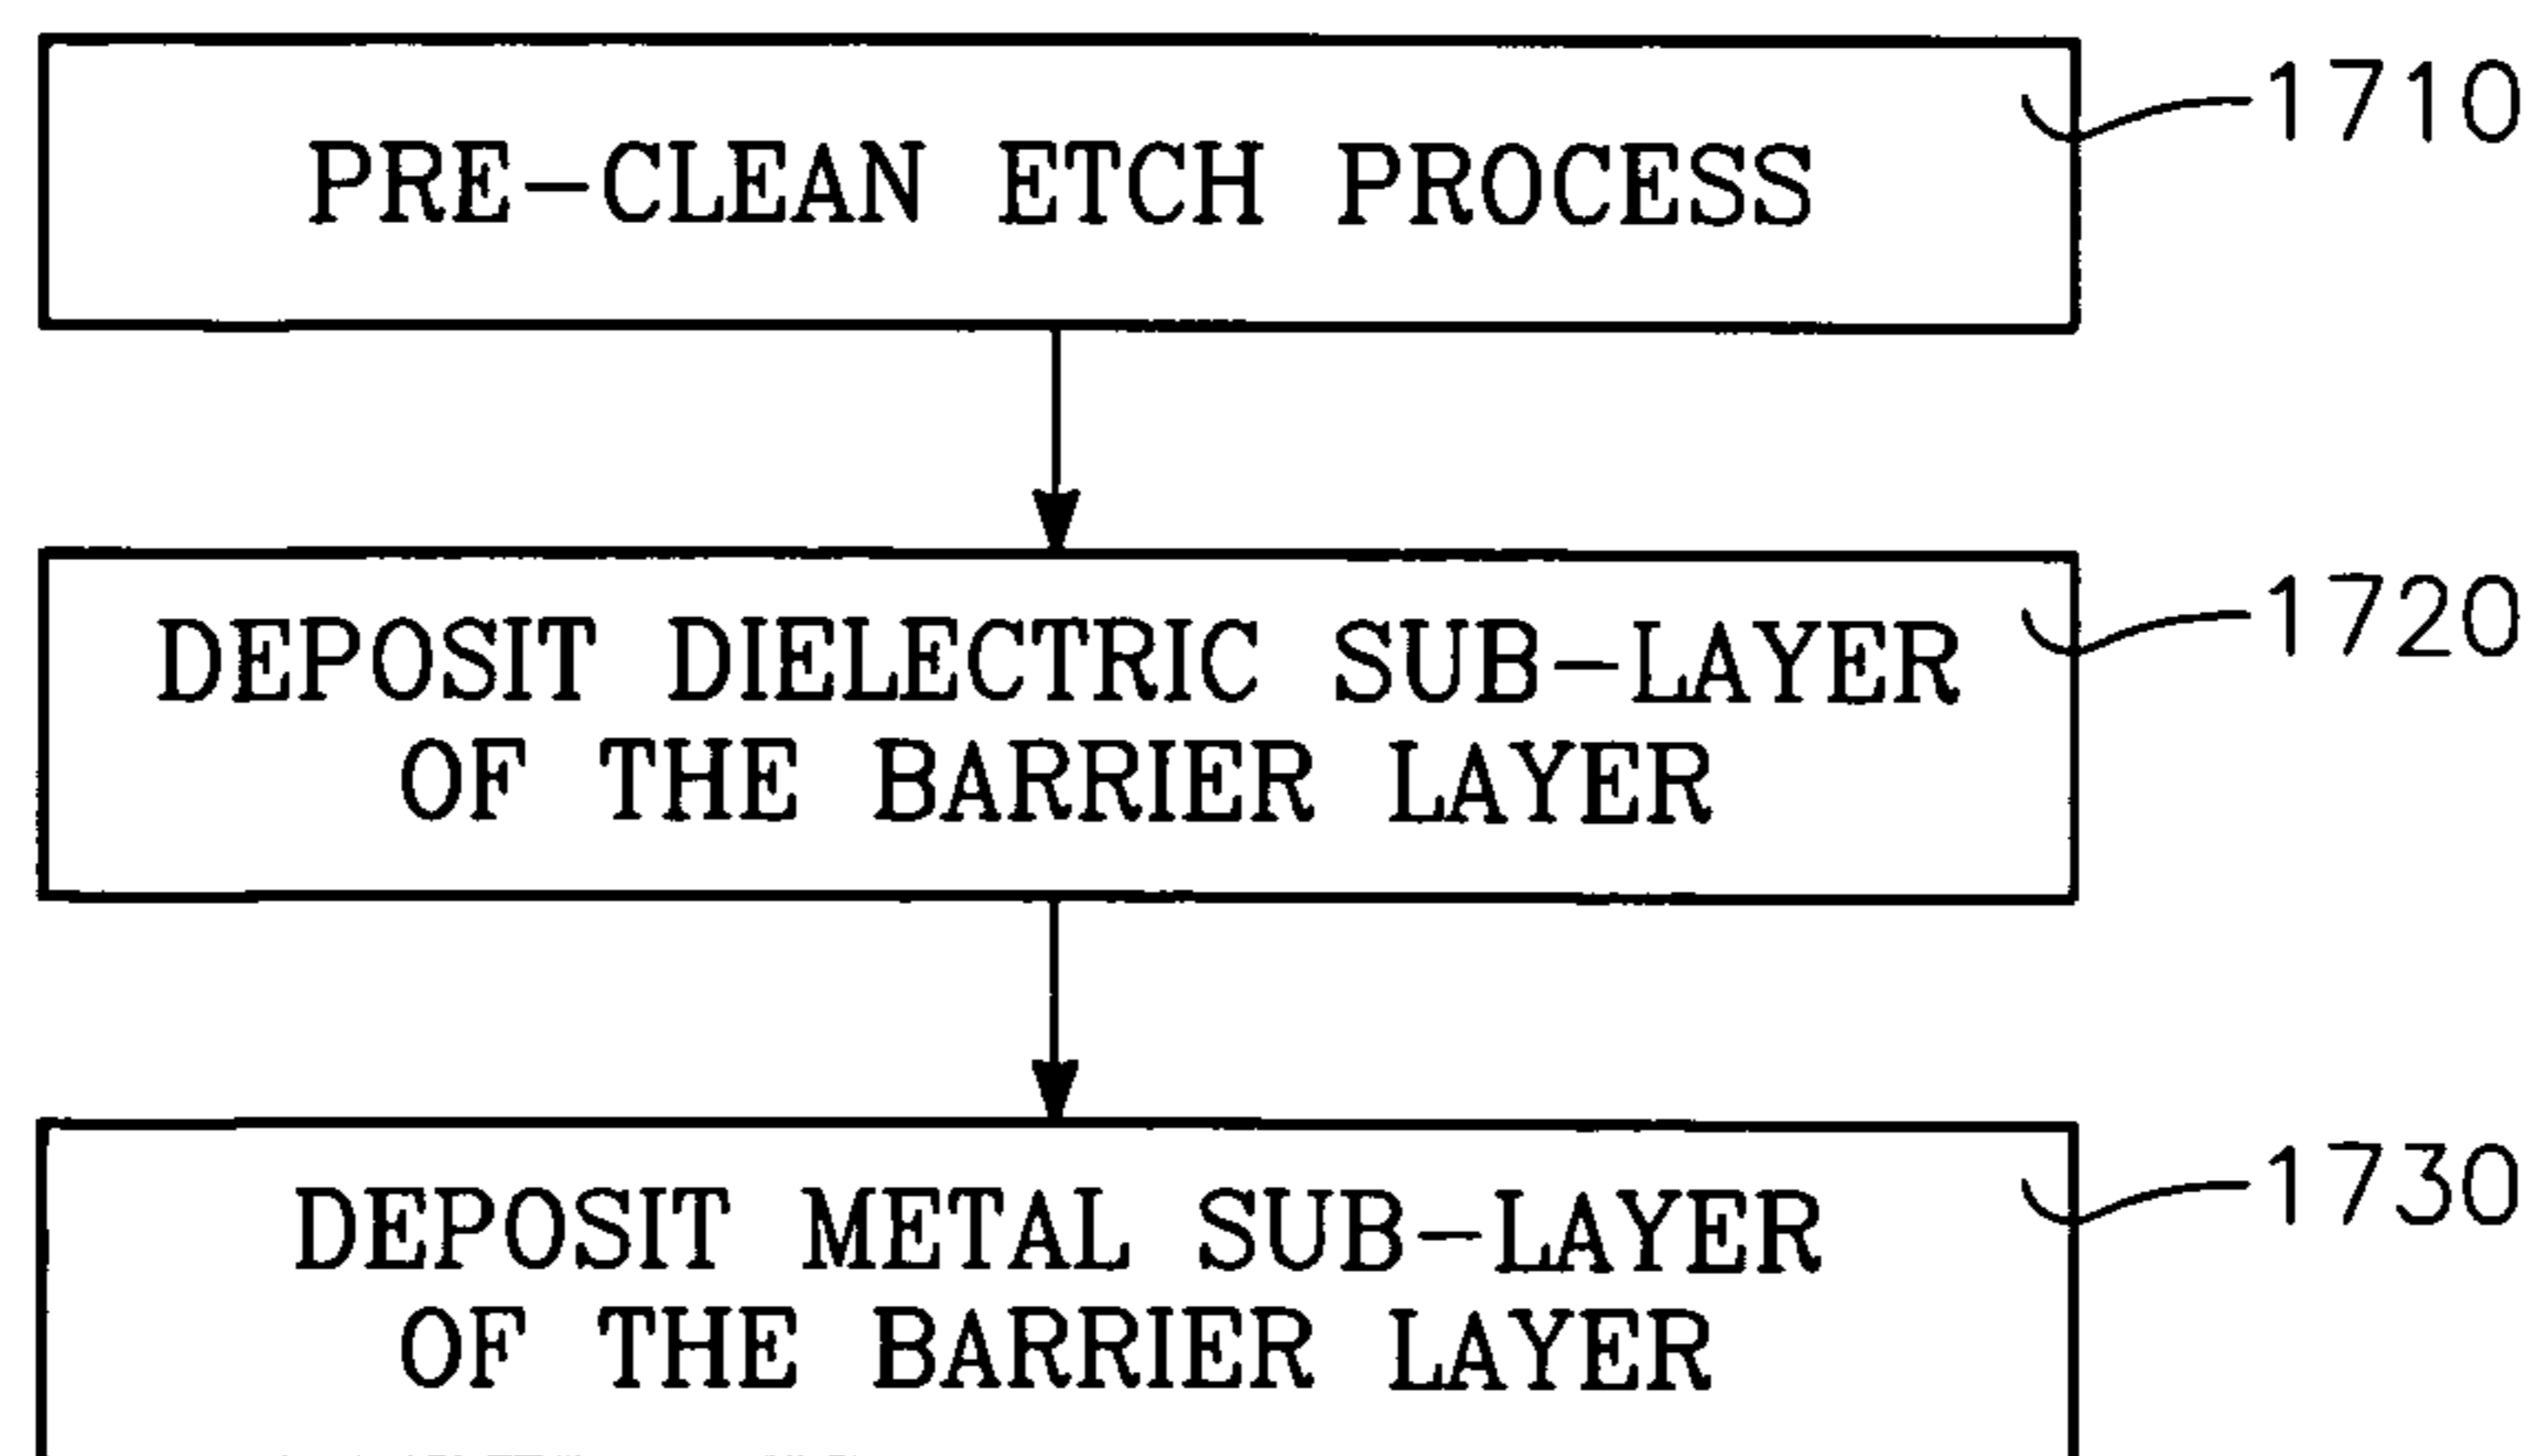 PRE-CLEAN ETCH PROCESS
1710
DEPOSIT DIELECTRIC SUB-LAYER
OF THE BARRIER LAYER
1720
DEPOSIT METAL SUB-LAYER
OF THE BARRIER LAYER
1730